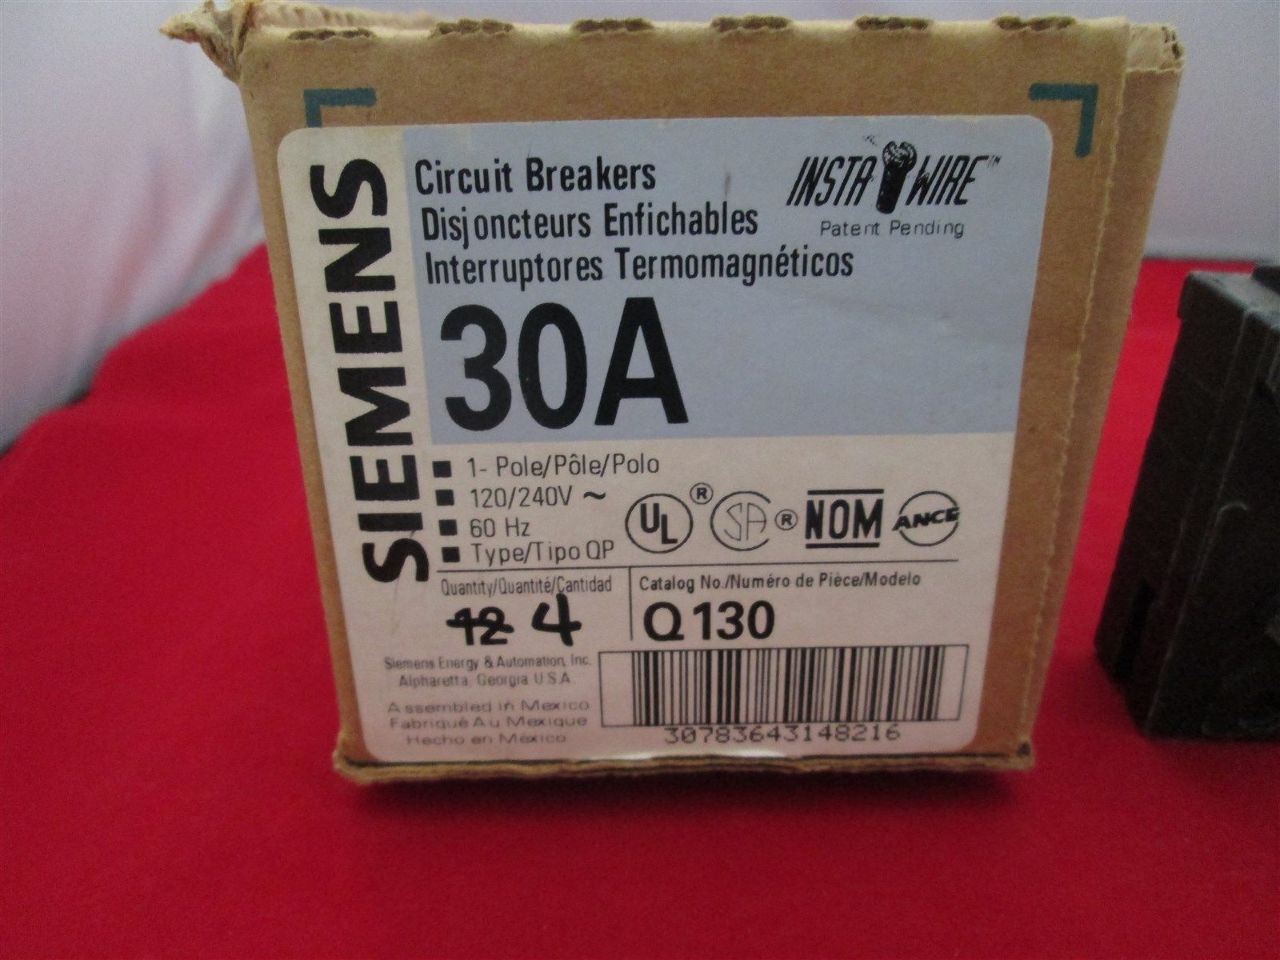 SIEMENS
Circuit Breakers
Disjoncteurs Enfichables
Interruptores Termomagnéticos
INSTA WIRE™
Patent Pending
30A
■ 1- Pole/Pôle/Polo
■ 120/240V ~
■ 60 Hz
■ Type/Tipo QP
UL ® SA ® NOM ANCE
Quantity/Quantité/Cantidad
12 4
Catalog No./Numéro de Pièce/Modelo
Q130
Siemens Energy & Automation, Inc.
Alpharetta, Georgia U.S.A.
Assembled in Mexico
Fabriqué Au Mexique
Hecho en México
30783643148216